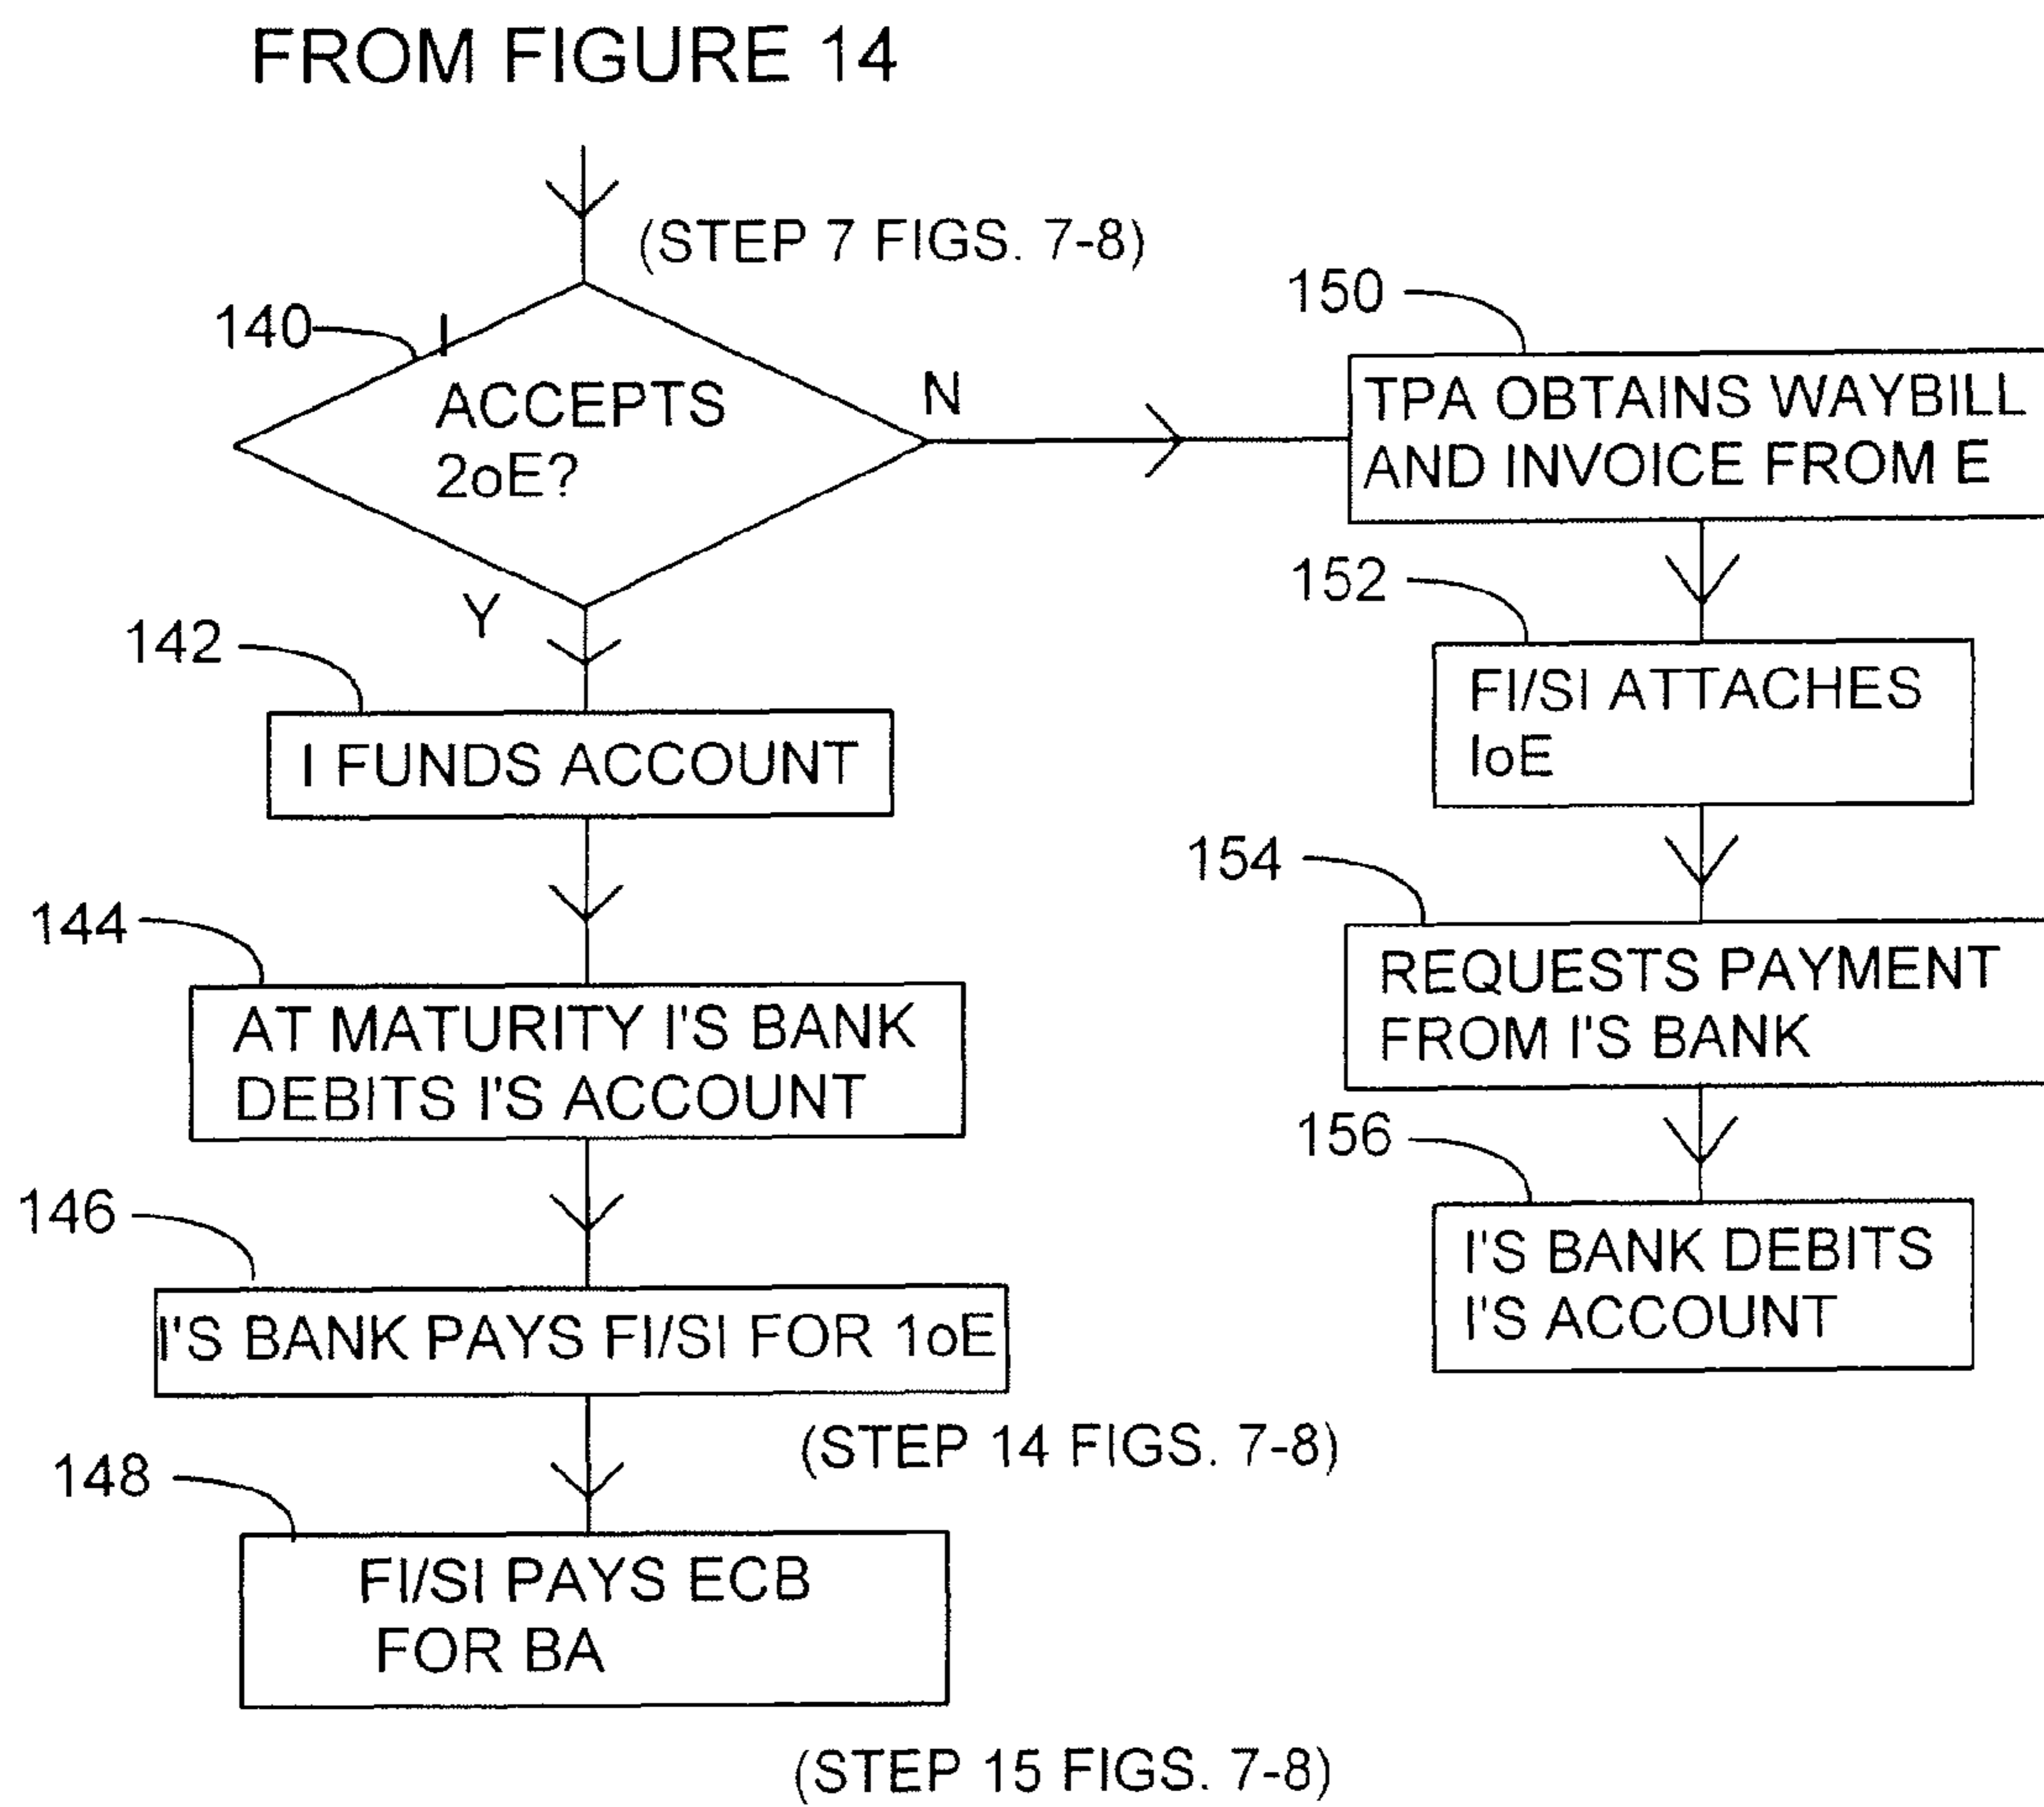 FROM FIGURE 14
(STEP 7 FIGS. 7-8)
140
I
ACCEPTS
2oE?
N
Y
142
I FUNDS ACCOUNT
144
AT MATURITY I'S BANK
DEBITS I'S ACCOUNT
146
I'S BANK PAYS FI/SI FOR 1oE
(STEP 14 FIGS. 7-8)
148
FI/SI PAYS ECB
FOR BA
(STEP 15 FIGS. 7-8)
150
TPA OBTAINS WAYBILL
AND INVOICE FROM E
152
FI/SI ATTACHES
IoE
154
REQUESTS PAYMENT
FROM I'S BANK
156
I'S BANK DEBITS
I'S ACCOUNT